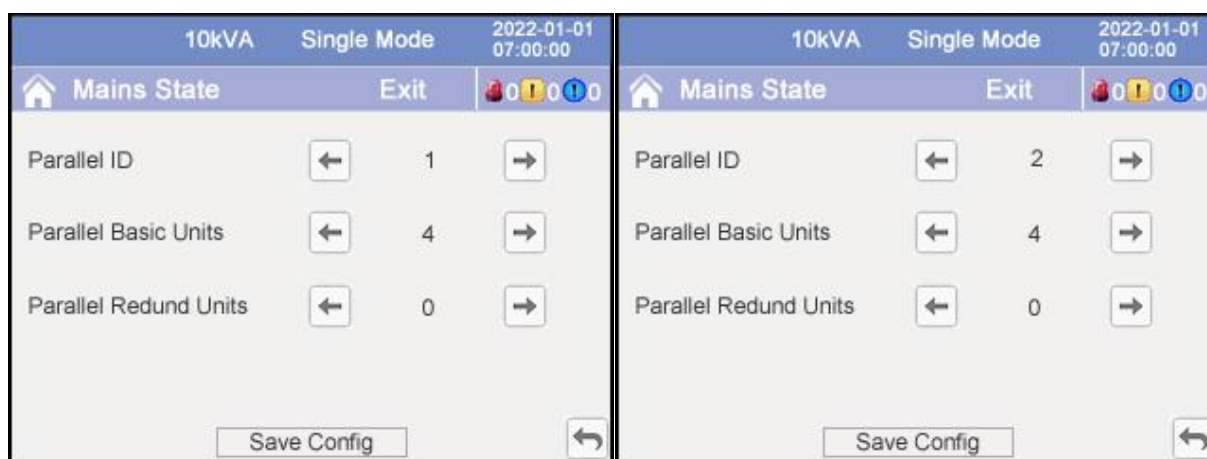 10kVA Single Mode 2022-01-01
07:00:00
Mains State Exit 0 ! 0 ! 0
Parallel ID 1
Parallel Basic Units 4
Parallel Redund Units 0
Save Config
10kVA Single Mode 2022-01-01
07:00:00
Mains State Exit 0 ! 0 ! 0
Parallel ID 2
Parallel Basic Units 4
Parallel Redund Units 0
Save Config